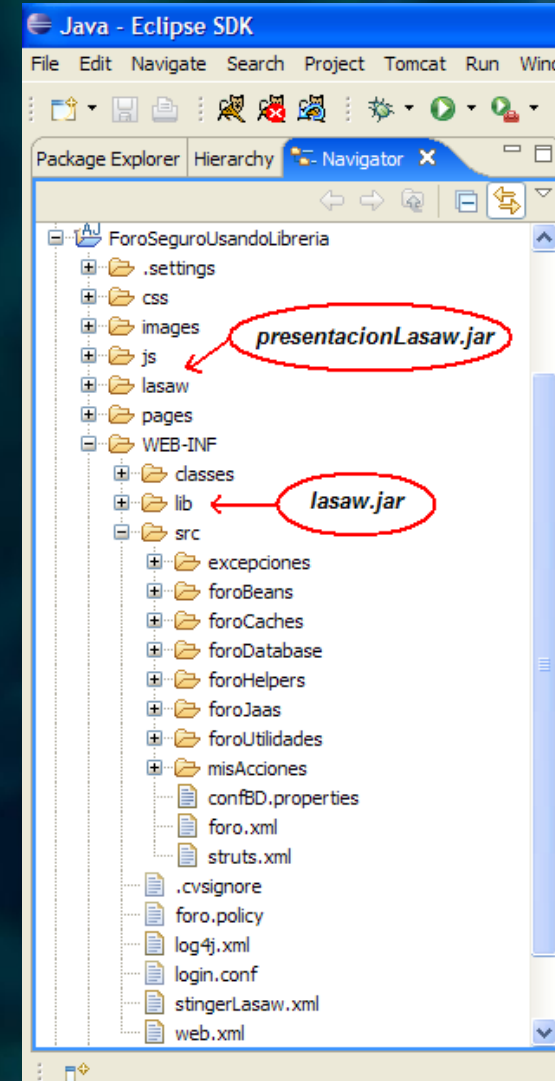 Java - Eclipse SDK
File Edit Navigate Search Project Tomcat Run Wind
Package Explorer Hierarchy Navigator
ForoSeguroUsandoLibreria
.settings
css
images
presentacionLasaw.jar
js
lasaw
pages
WEB-INF
classes
lib
lasaw.jar
src
excepciones
foroBeans
foroCaches
foroDatabase
foroHelpers
foroJaas
foroUtilidades
misAcciones
confBD.properties
foro.xml
struts.xml
.cvsignore
foro.policy
log4j.xml
login.conf
stingerLasaw.xml
web.xml